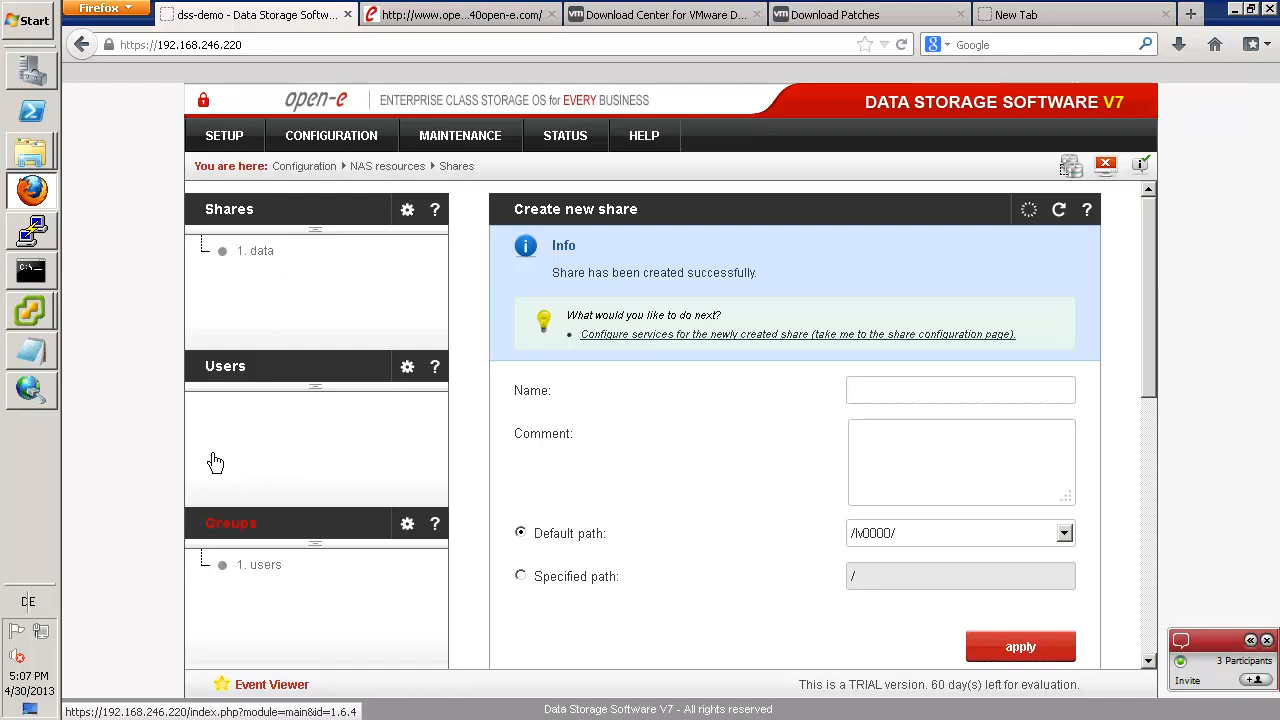 Start
Firefox
dss-demo - Data Storage Softw...
http://www.ope...40open-e.com/
Download Center for VMware D...
Download Patches
New Tab
https://192.168.246.220
Google
open-e
ENTERPRISE CLASS STORAGE OS for EVERY BUSINESS
DATA STORAGE SOFTWARE V7
SETUP
CONFIGURATION
MAINTENANCE
STATUS
HELP
You are here: Configuration NAS resources Shares
Shares
?
1. data
Users
?
Groups
?
1. users
Create new share
?
Info
Share has been created successfully.
What would you like to do next?
Configure services for the newly created share (take me to the share configuration page).
Name:
Comment:
Default path:
/lv0000/
Specified path:
/
apply
Event Viewer
This is a TRIAL version. 60 day(s) left for evaluation.
Data Storage Software V7 - All rights reserved
https://192.168.246.220/index.php?module=main&id=1.6.4
DE
5:07 PM
4/30/2013
3 Participants
Invite